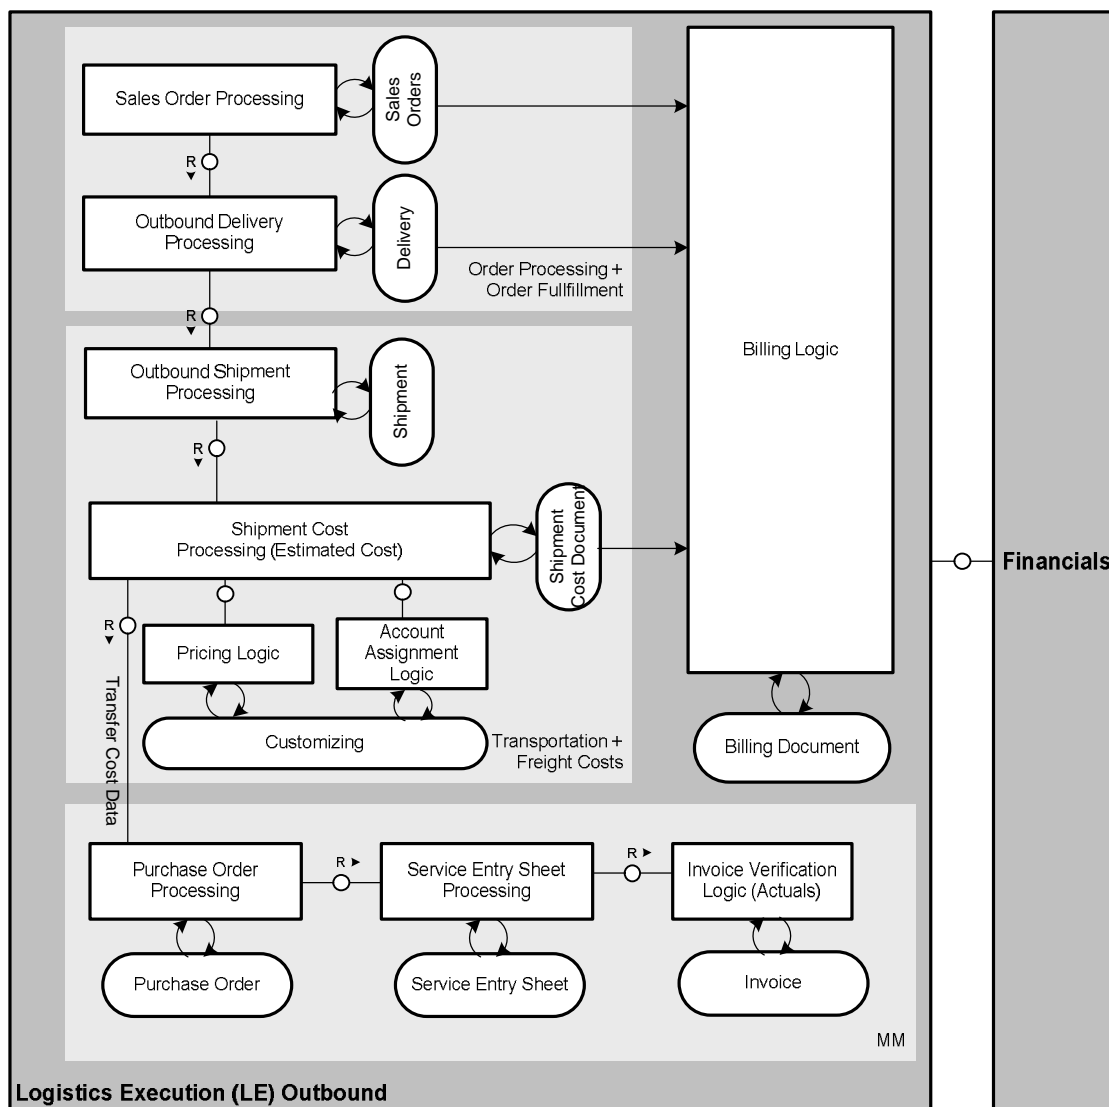 Sales Order Processing
Sales
Orders
R
Outbound Delivery
Processing
Delivery
Order Processing +
Order Fullfillment
R
Billing Logic
Outbound Shipment
Processing
Shipment
R
Shipment Cost
Processing (Estimated Cost)
Shipment
Cost Document
Financials
R
Pricing Logic
Account
Assignment
Logic
Transfer Cost Data
Customizing
Transportation +
Freight Costs
Billing Document
Purchase Order
Processing
R
Service Entry Sheet
Processing
R
Invoice Verification
Logic (Actuals)
Purchase Order
Service Entry Sheet
Invoice
MM
Logistics Execution (LE) Outbound